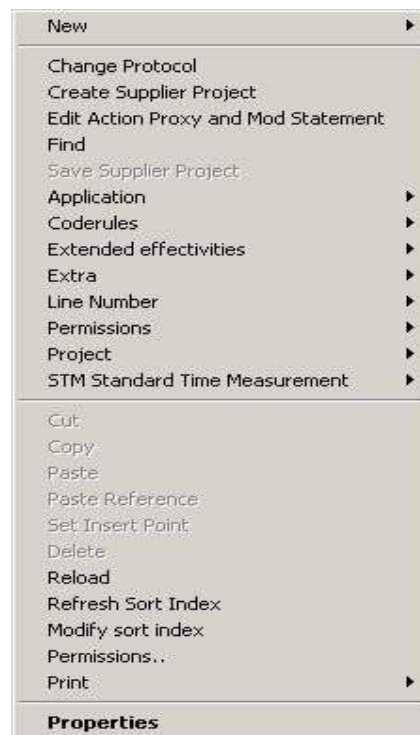 New
Change Protocol
Create Supplier Project
Edit Action Proxy and Mod Statement
Find
Save Supplier Project
Application
Coderules
Extended effectivities
Extra
Line Number
Permissions
Project
STM Standard Time Measurement
Cut
Copy
Paste
Paste Reference
Set Insert Point
Delete
Reload
Refresh Sort Index
Modify sort index
Permissions..
Print
Properties